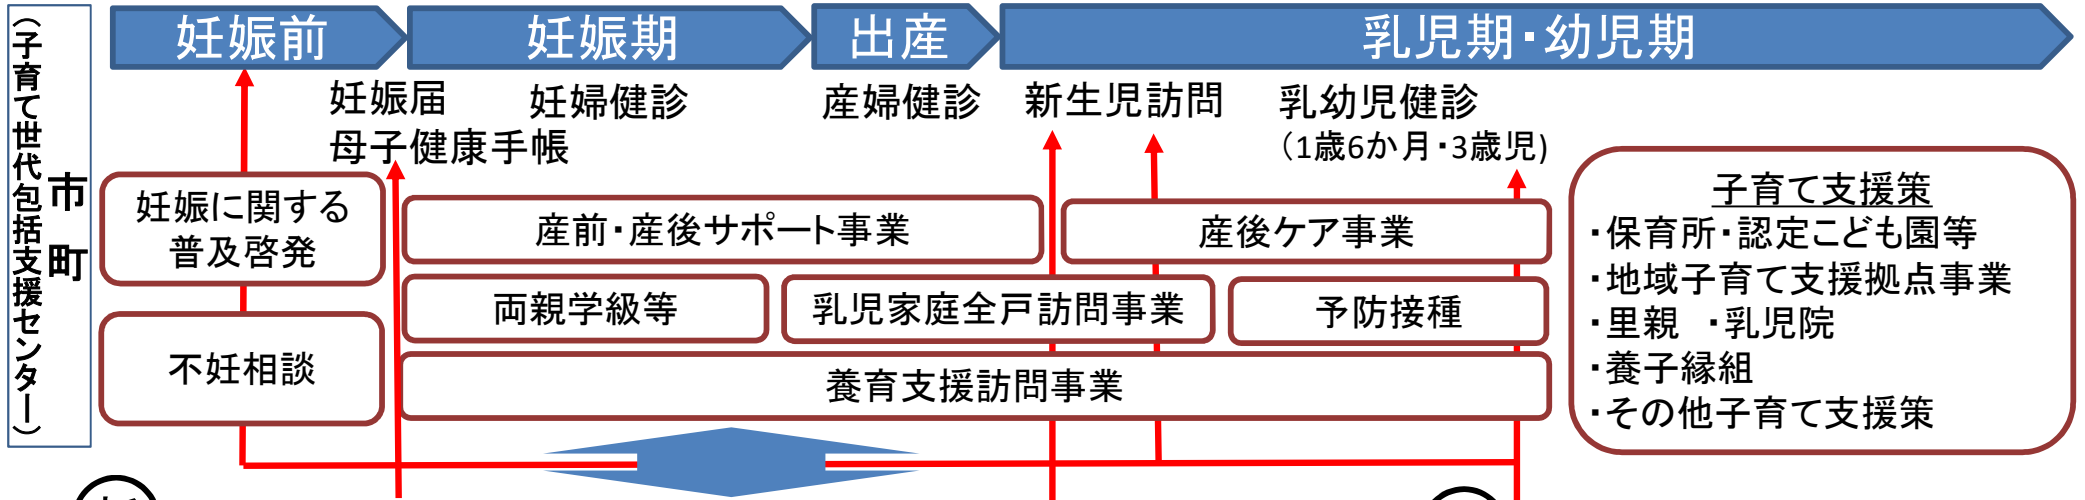 市町
（子育て世代包括支援センター）
妊娠前
妊娠期
出産
乳児期・幼児期
妊娠届
母子健康手帳
妊婦健診
産婦健診
新生児訪問
乳幼児健診
（1歳6か月・3歳児）
妊娠に関する
普及啓発
産前・産後サポート事業
産後ケア事業
両親学級等
乳児家庭全戸訪問事業
予防接種
不妊相談
養育支援訪問事業
子育て支援策
・保育所・認定こども園等
・地域子育て支援拠点事業
・里親　・乳児院
・養子縁組
・その他子育て支援策